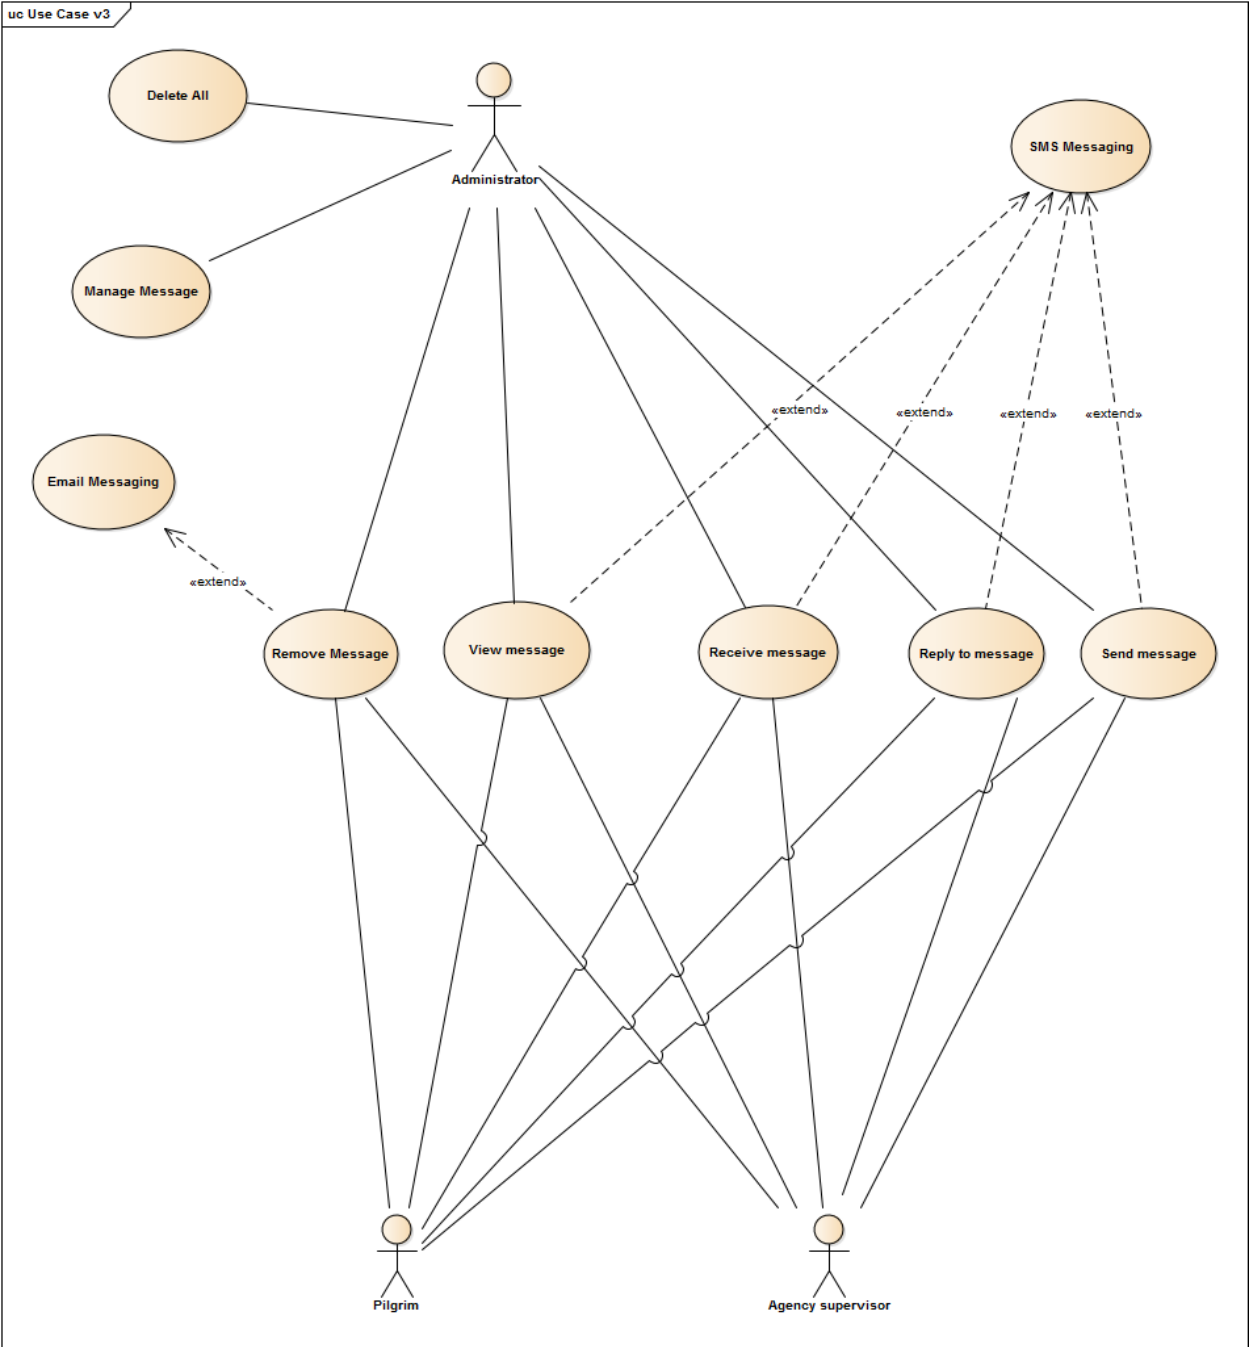 uc Use Case v3
Delete All
Administrator
SMS Messaging
Manage Message
«extend»
«extend»
«extend»
«extend»
Email Messaging
«extend»
Remove Message
View message
Receive message
Reply to message
Send message
Pilgrim
Agency supervisor